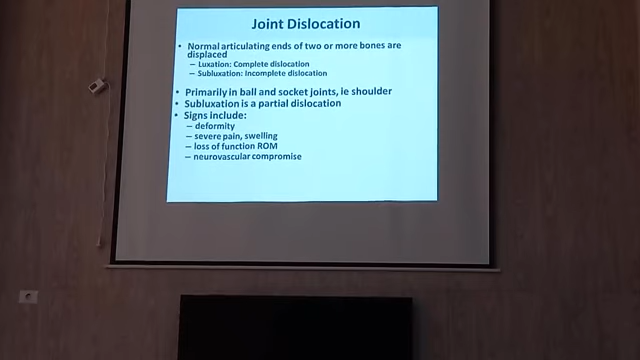 Joint Dislocation
• Normal articulating ends of two or more bones are
displaced
– Luxation: Complete dislocation
– Subluxation: Incomplete dislocation
• Primarily in ball and socket joints, ie shoulder
• Subluxation is a partial dislocation
• Signs include:
– deformity
– severe pain, swelling
– loss of function ROM
– neurovascular compromise